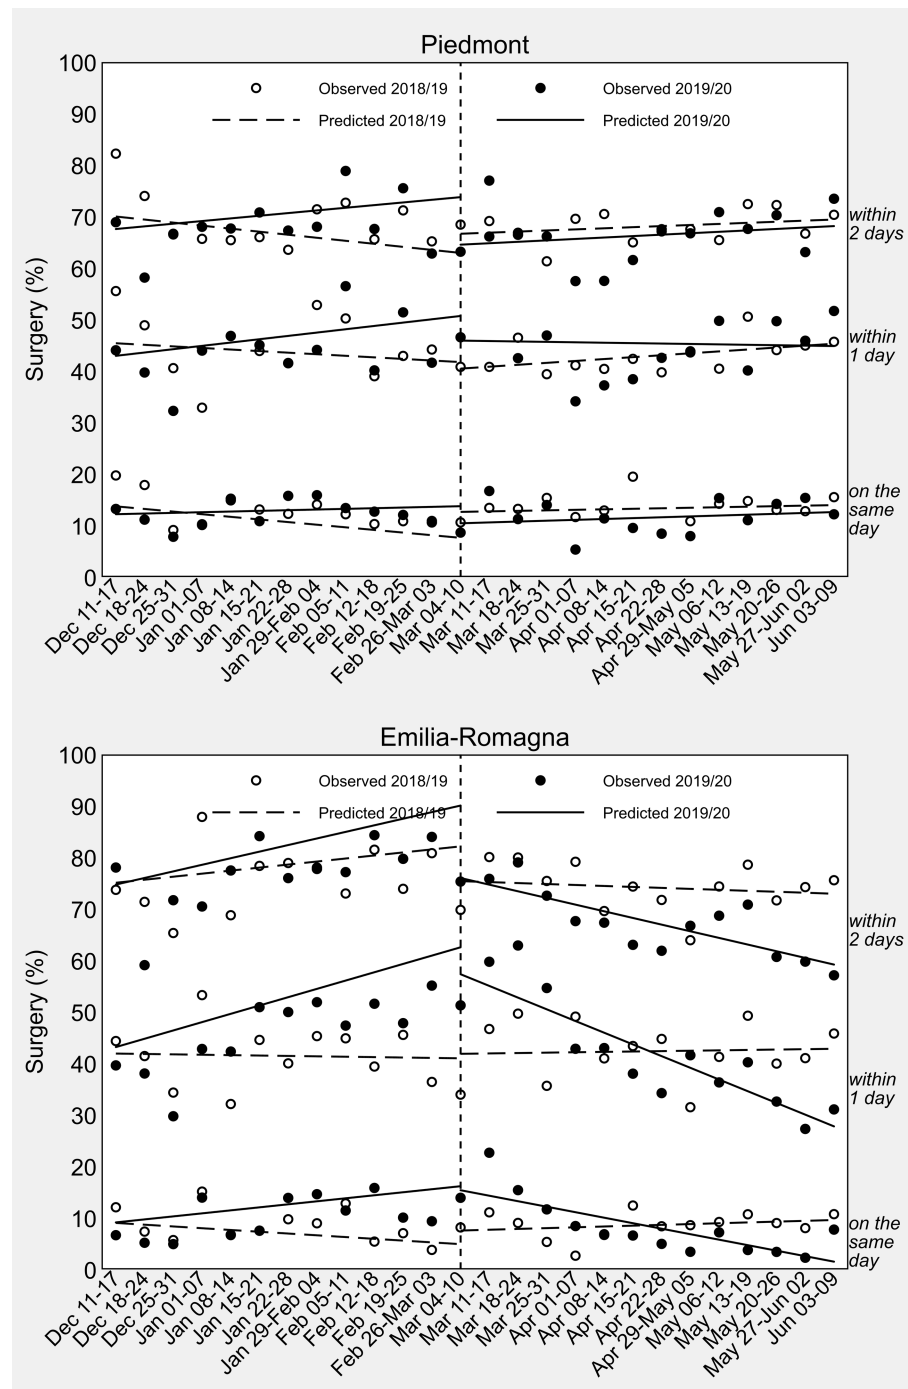 Piedmont
Observed 2018/19
Observed 2019/20
Predicted 2018/19
Predicted 2019/20
Surgery (%)
100
90
80
70
60
50
40
30
20
10
0
within
2 days
within
1 day
on the
same
day
Dec 11-17
Dec 18-24
Dec 25-31
Jan 01-07
Jan 08-14
Jan 15-21
Jan 22-28
Jan 29-Feb 04
Feb 05-11
Feb 12-18
Feb 19-25
Feb 26-Mar 03
Mar 04-10
Mar 11-17
Mar 18-24
Mar 25-31
Apr 01-07
Apr 08-14
Apr 15-21
Apr 22-28
Apr 29-May 05
May 06-12
May 13-19
May 20-26
May 27-Jun 02
Jun 03-09
Emilia-Romagna
Observed 2018/19
Observed 2019/20
Predicted 2018/19
Predicted 2019/20
Surgery (%)
100
90
80
70
60
50
40
30
20
10
0
within
2 days
within
1 day
on the
same
day
Dec 11-17
Dec 18-24
Dec 25-31
Jan 01-07
Jan 08-14
Jan 15-21
Jan 22-28
Jan 29-Feb 04
Feb 05-11
Feb 12-18
Feb 19-25
Feb 26-Mar 03
Mar 04-10
Mar 11-17
Mar 18-24
Mar 25-31
Apr 01-07
Apr 08-14
Apr 15-21
Apr 22-28
Apr 29-May 05
May 06-12
May 13-19
May 20-26
May 27-Jun 02
Jun 03-09